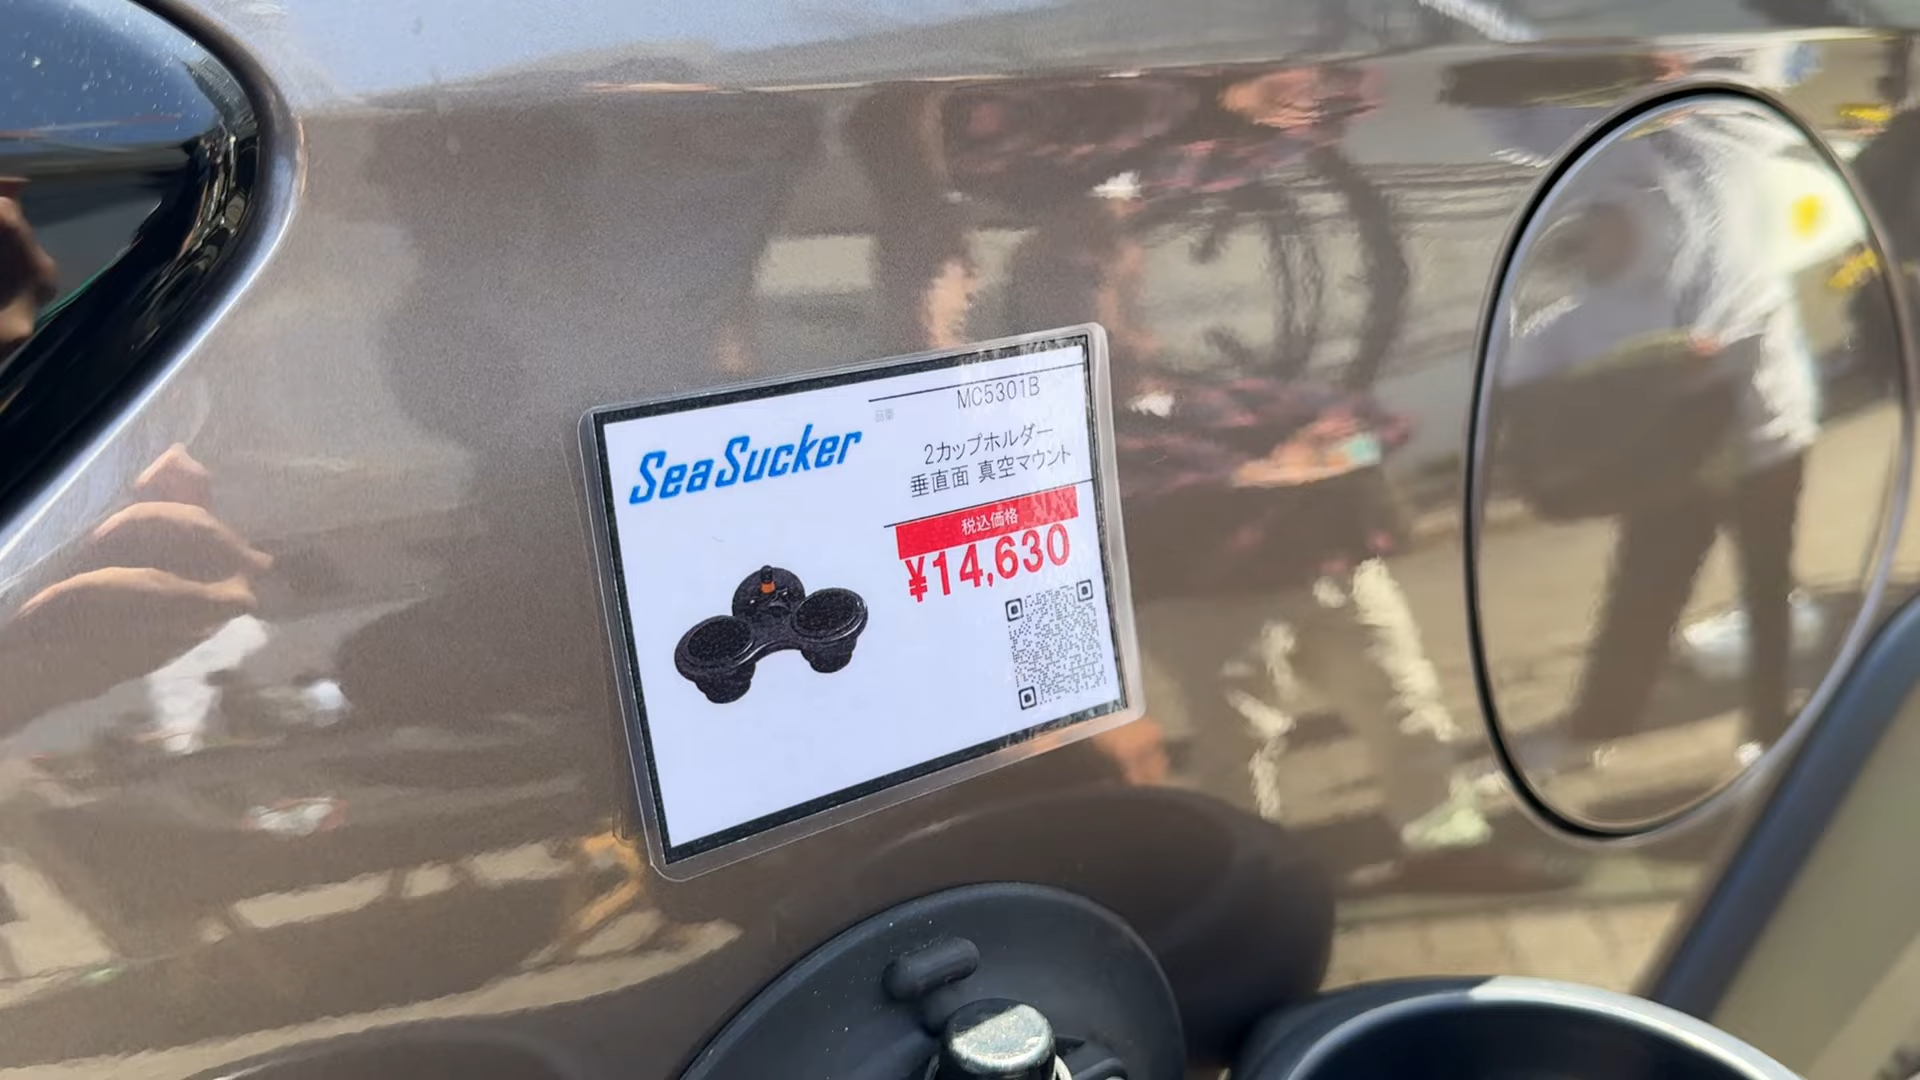 SeaSucker
品番
MC5301B
2カップホルダー
垂直面 真空マウント
税込価格
¥14,630